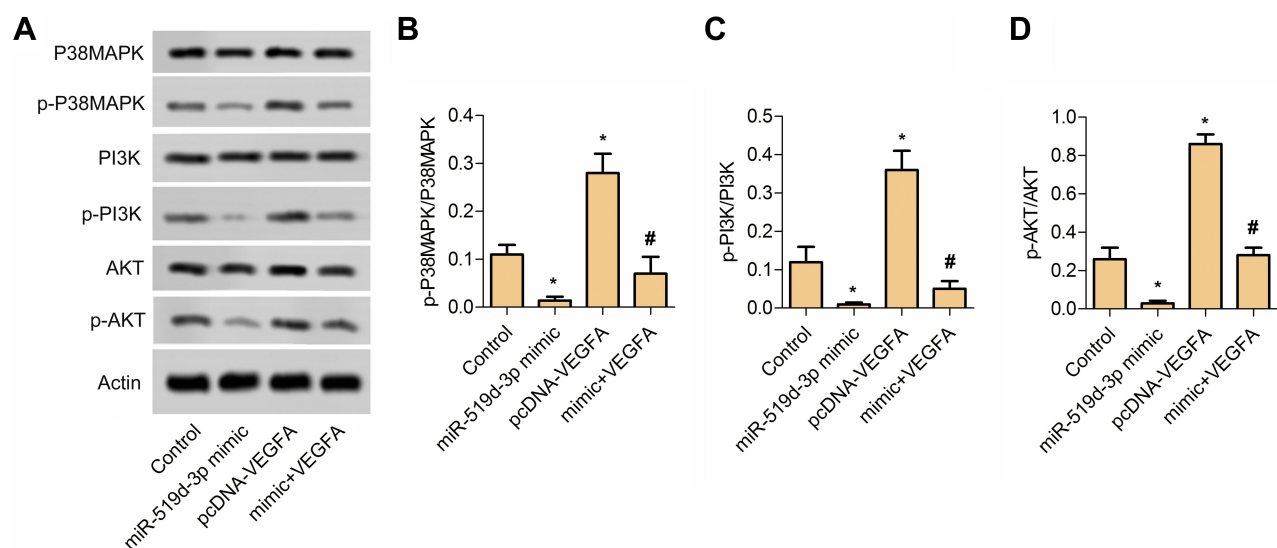 A
P38MAPK
p-P38MAPK
PI3K
p-PI3K
AKT
p-AKT
Actin
Control
miR-519d-3p mimic
pcDNA-VEGFA
mimic+VEGFA
B
p-P38MAPK/P38MAPK
0.4
0.3
0.2
0.1
0.0
*
*
#
Control
miR-519d-3p mimic
pcDNA-VEGFA
mimic+VEGFA
C
p-PI3K/PI3K
0.5
0.4
0.3
0.2
0.1
0.0
*
*
#
Control
miR-519d-3p mimic
pcDNA-VEGFA
mimic+VEGFA
D
p-AKT/AKT
1.0
0.8
0.6
0.4
0.2
0.0
*
*
#
Control
miR-519d-3p mimic
pcDNA-VEGFA
mimic+VEGFA